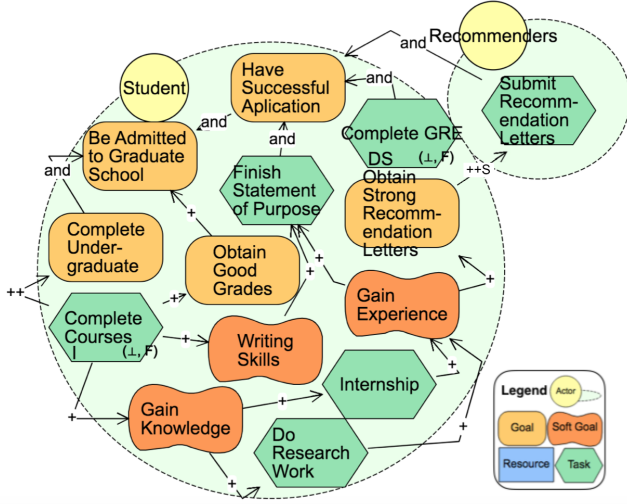 Recommenders
and
Student
Have
Successful
Aplication
and
Submit
Recomm-
endation
Letters
and
Be Admitted
to Graduate
School
and
Complete GRE
DS (⊥, F)
and
Finish
Statement
of Purpose
Obtain
Strong
Recomm-
endation
Letters
++S
+
Complete
Under-
graduate
Obtain
Good
Grades
+
+
+
++
+
Gain
Experience
Complete
Courses
I (⊥, F)
+
Writing
Skills
+
Internship
+
Gain
Knowledge
+
+
Do
Research
Work
+
Legend
Actor
Goal
Soft Goal
Resource
Task